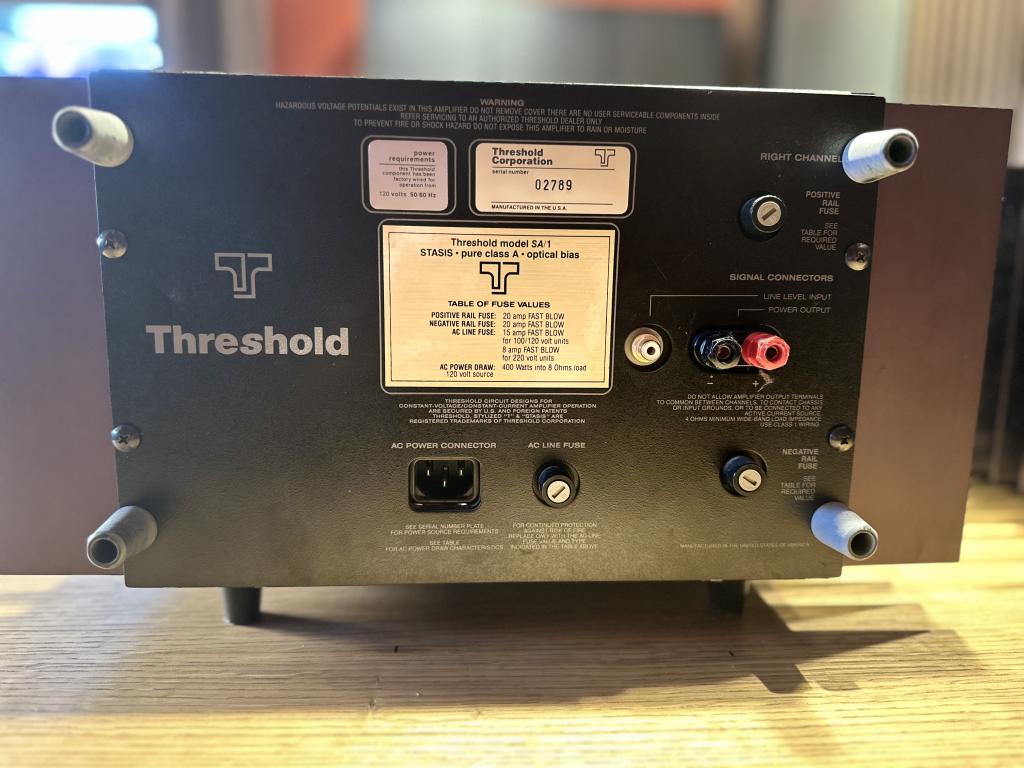 WARNING
HAZARDOUS VOLTAGE POTENTIALS EXIST IN THIS AMPLIFIER DO NOT REMOVE COVER THERE ARE NO USER SERVICEABLE COMPONENTS INSIDE
REFER SERVICING TO AN AUTHORIZED THRESHOLD DEALER ONLY
TO PREVENT FIRE OR SHOCK HAZARD DO NOT EXPOSE THIS AMPLIFIER TO RAIN OR MOISTURE
power
requirements
this Threshold
component has been
factory wired for
operation from
120 volts 50/60 Hz
Threshold
Corporation
serial number
02789
MANUFACTURED IN THE U.S.A.
RIGHT CHANNEL
POSITIVE
RAIL
FUSE
SEE
TABLE FOR
REQUIRED
VALUE
Threshold
Threshold model SA/1
STASIS • pure class A • optical bias
TABLE OF FUSE VALUES
POSITIVE RAIL FUSE: 20 amp FAST BLOW
NEGATIVE RAIL FUSE: 20 amp FAST BLOW
AC LINE FUSE: 15 amp FAST BLOW
for 100/120 volt units
8 amp FAST BLOW
for 220 volt units
AC POWER DRAW: 400 Watts into 8 Ohms load
120 volt source
SIGNAL CONNECTORS
LINE LEVEL INPUT
POWER OUTPUT
− +
THRESHOLD CIRCUIT DESIGNS FOR
CONSTANT-VOLTAGE/CONSTANT-CURRENT AMPLIFIER OPERATION
ARE SECURED BY U.S. AND FOREIGN PATENTS
THRESHOLD, STYLIZED "T" & "STASIS" ARE
REGISTERED TRADEMARKS OF THRESHOLD CORPORATION
DO NOT ALLOW AMPLIFIER OUTPUT TERMINALS
TO COMMON BETWEEN CHANNELS, TO CONTACT CHASSIS
OR INPUT GROUNDS, OR TO BE CONNECTED TO ANY
ACTIVE CURRENT SOURCE.
4 OHMS MINIMUM WIDE-BAND LOAD IMPEDANCE
USE CLASS 1 WIRING
AC POWER CONNECTOR
AC LINE FUSE
NEGATIVE
RAIL
FUSE
SEE
TABLE FOR
REQUIRED
VALUE
SEE SERIAL NUMBER PLATE
FOR POWER SOURCE REQUIREMENTS
SEE TABLE
FOR AC POWER DRAW CHARACTERISTICS
FOR CONTINUED PROTECTION
AGAINST RISK OF FIRE
REPLACE ONLY WITH THE AC LINE
FUSE VALUE AND TYPE
INDICATED IN THE TABLE ABOVE
MANUFACTURED IN THE UNITED STATES OF AMERICA